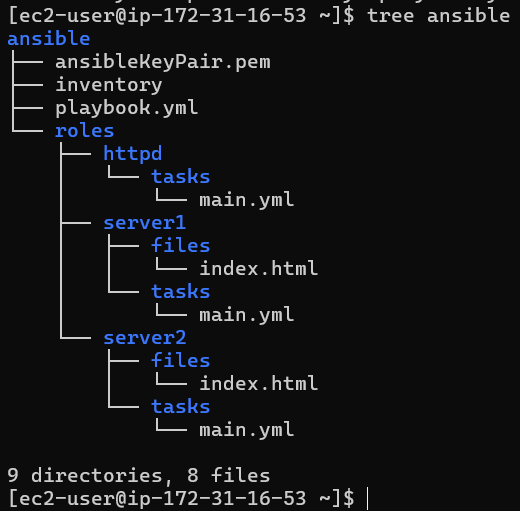 [ec2-user@ip-172-31-16-53 ~]$ tree ansible
ansible
├── ansibleKeyPair.pem
├── inventory
├── playbook.yml
└── roles
    ├── httpd
    │   └── tasks
    │       └── main.yml
    ├── server1
    │   ├── files
    │   │   └── index.html
    │   └── tasks
    │       └── main.yml
    └── server2
        ├── files
        │   └── index.html
        └── tasks
            └── main.yml

9 directories, 8 files
[ec2-user@ip-172-31-16-53 ~]$